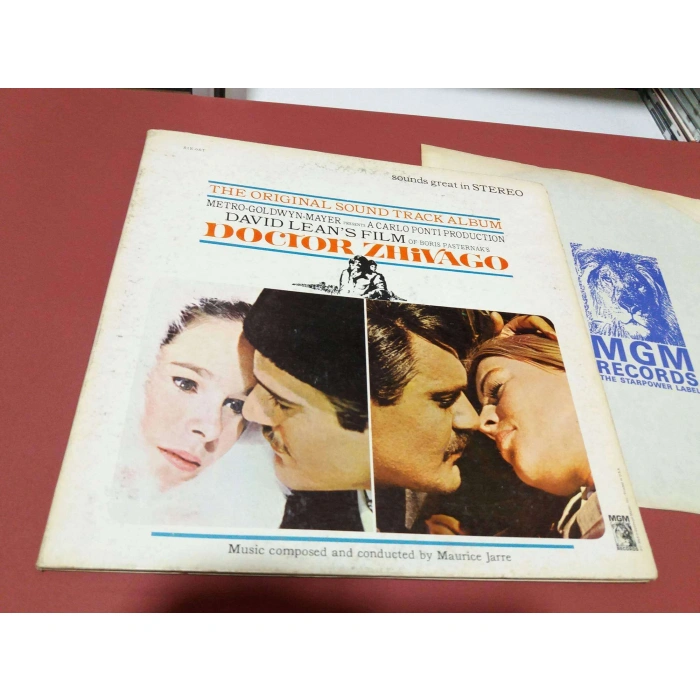 sounds great in STEREO
THE ORIGINAL SOUND TRACK ALBUM
METRO-GOLDWYN-MAYER PRESENTS A CARLO PONTI PRODUCTION
DAVID LEAN'S FILM OF BORIS PASTERNAK'S
DOCTOR ZHiVAGO
MGM
Music composed and conducted by Maurice Jarre
MGM
RECORDS
THE STARPOWER LABEL